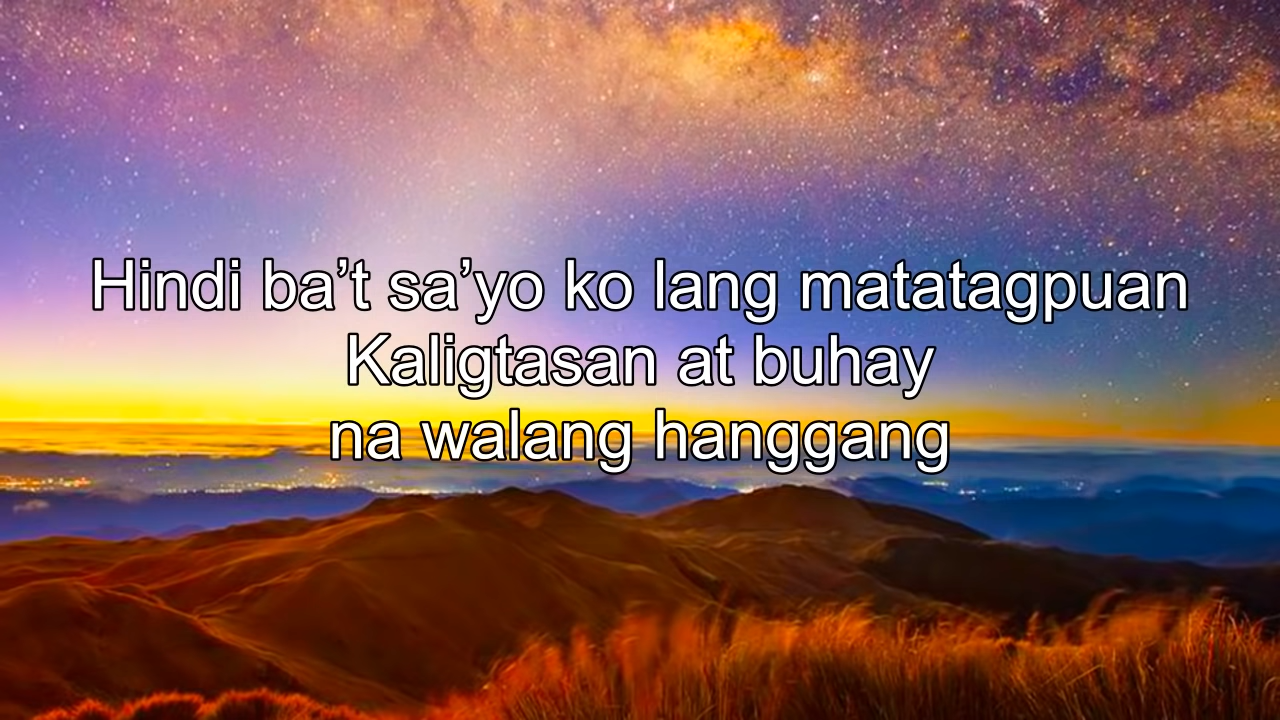 Hindi ba’t sa’yo ko lang matatagpuan
Kaligtasan at buhay
na walang hanggang